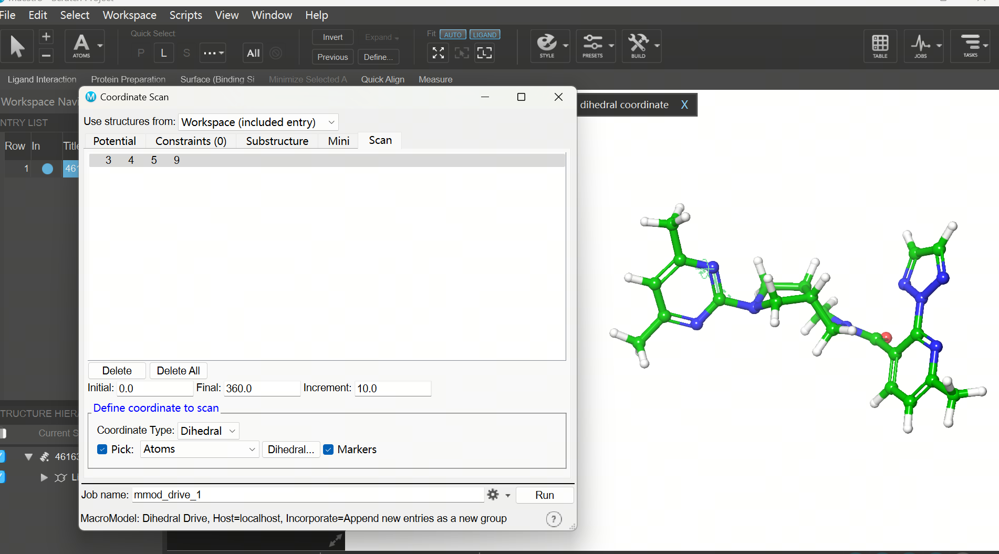 Maestro - Scratch Project
File Edit Select Workspace Scripts View Window Help
Quick Select
Invert Expand Fit AUTO LIGAND
A ATOMS P L S ... All
Previous Define...
STYLE PRESETS BUILD TABLE JOBS TASKS
Ligand Interaction Protein Preparation Surface (Binding Si Minimize Selected A Quick Align Measure
Workspace Navi
NTRY LIST
Row In Title
1 461
M Coordinate Scan
dihedral coordinate X
Use structures from: Workspace (included entry)
Potential Constraints (0) Substructure Mini Scan
3 4 5 9
Delete Delete All
Initial: 0.0 Final: 360.0 Increment: 10.0
Define coordinate to scan
Coordinate Type: Dihedral
Pick: Atoms Dihedral... Markers
TRUCTURE HIERA
Current S
46163
Li
Job name: mmod_drive_1 Run
MacroModel: Dihedral Drive, Host=localhost, Incorporate=Append new entries as a new group ?